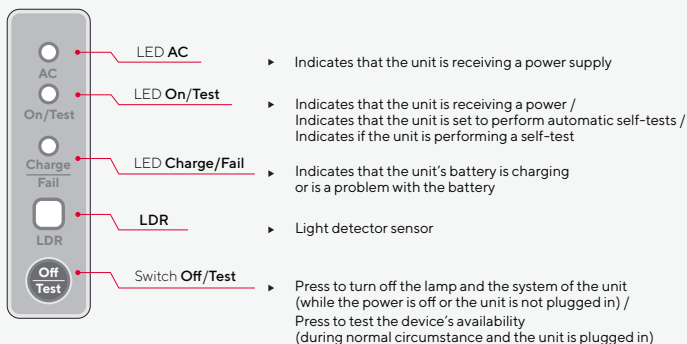 AC
On/Test
Charge
Fail
LDR
Off
Test
LED AC
Indicates that the unit is receiving a power supply
LED On/Test
Indicates that the unit is receiving a power /
Indicates that the unit is set to perform automatic self-tests /
Indicates if the unit is performing a self-test
LED Charge/Fail
Indicates that the unit's battery is charging
or is a problem with the battery
LDR
Light detector sensor
Switch Off/Test
Press to turn off the lamp and the system of the unit
(while the power is off or the unit is not plugged in) /
Press to test the device's availability
(during normal circumstance and the unit is plugged in)